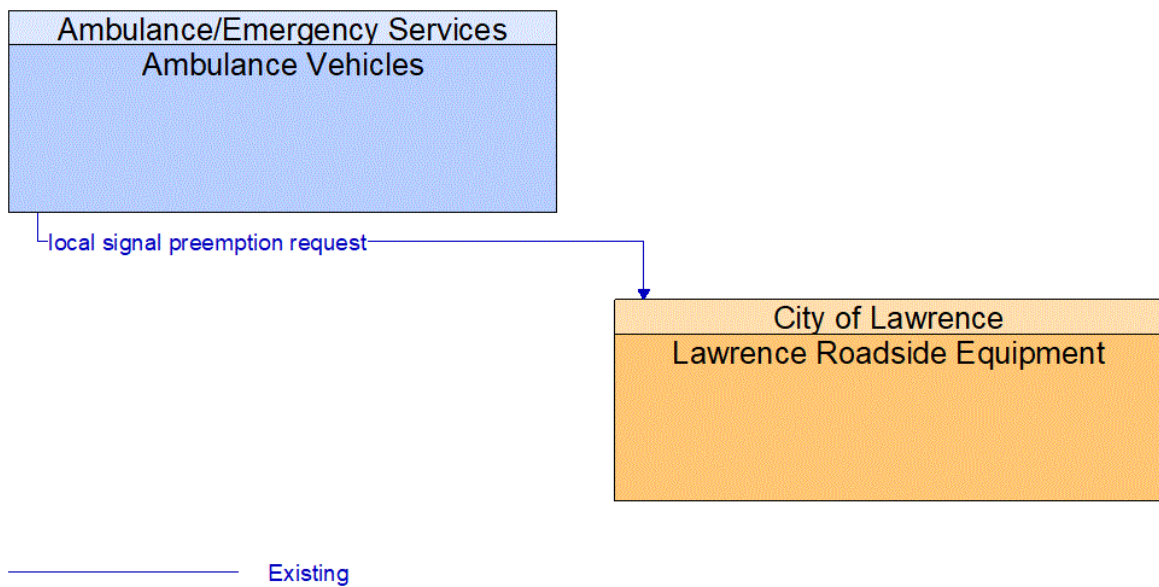 Ambulance/Emergency Services
Ambulance Vehicles
local signal preemption request
City of Lawrence
Lawrence Roadside Equipment
Existing